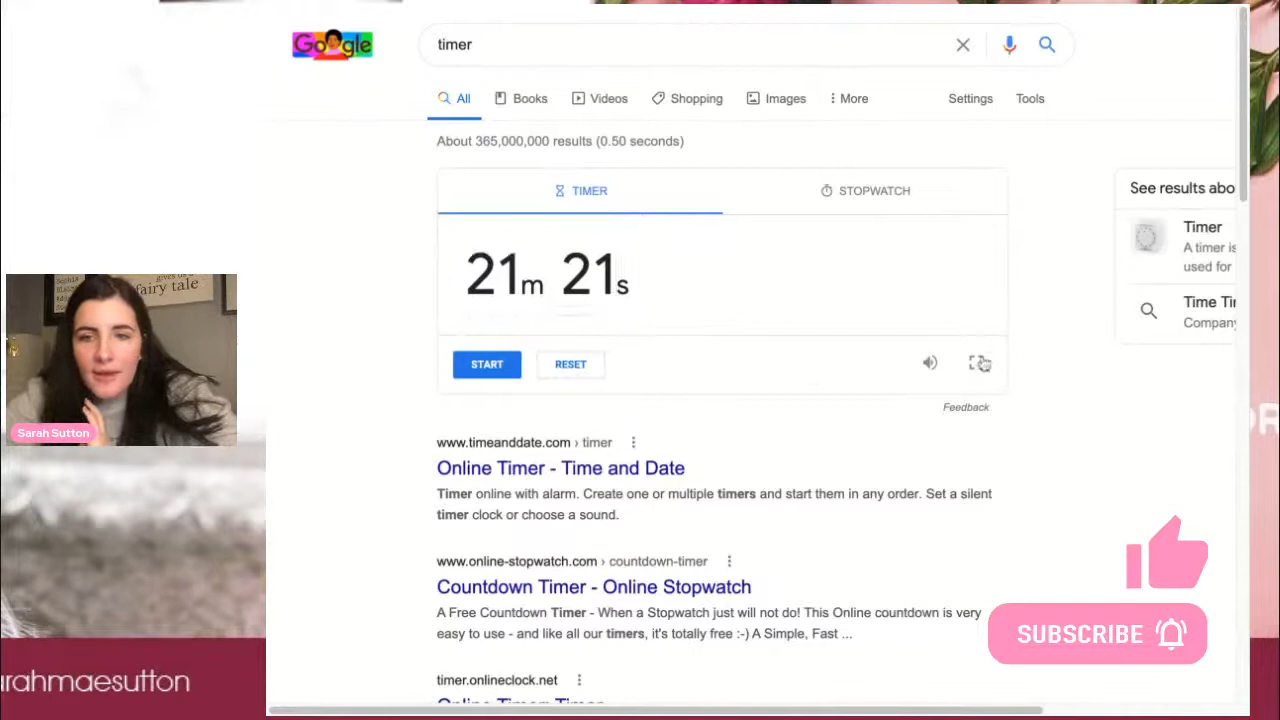 Google
timer
All
Books
Videos
Shopping
Images
More
Settings
Tools
About 365,000,000 results (0.50 seconds)
TIMER
STOPWATCH
21m 21s
START
RESET
Feedback
See results abo
Timer
A timer is
used for
Time Ti
Company
www.timeanddate.com › timer
Online Timer - Time and Date
Timer online with alarm. Create one or multiple timers and start them in any order. Set a silent
timer clock or choose a sound.
www.online-stopwatch.com › countdown-timer
Countdown Timer - Online Stopwatch
A Free Countdown Timer - When a Stopwatch just will not do! This Online countdown is very
easy to use - and like all our timers, it's totally free :-) A Simple, Fast ...
timer.onlineclock.net
Online Timer
fairy tale
Sarah Sutton
SUBSCRIBE
arahmaesutton